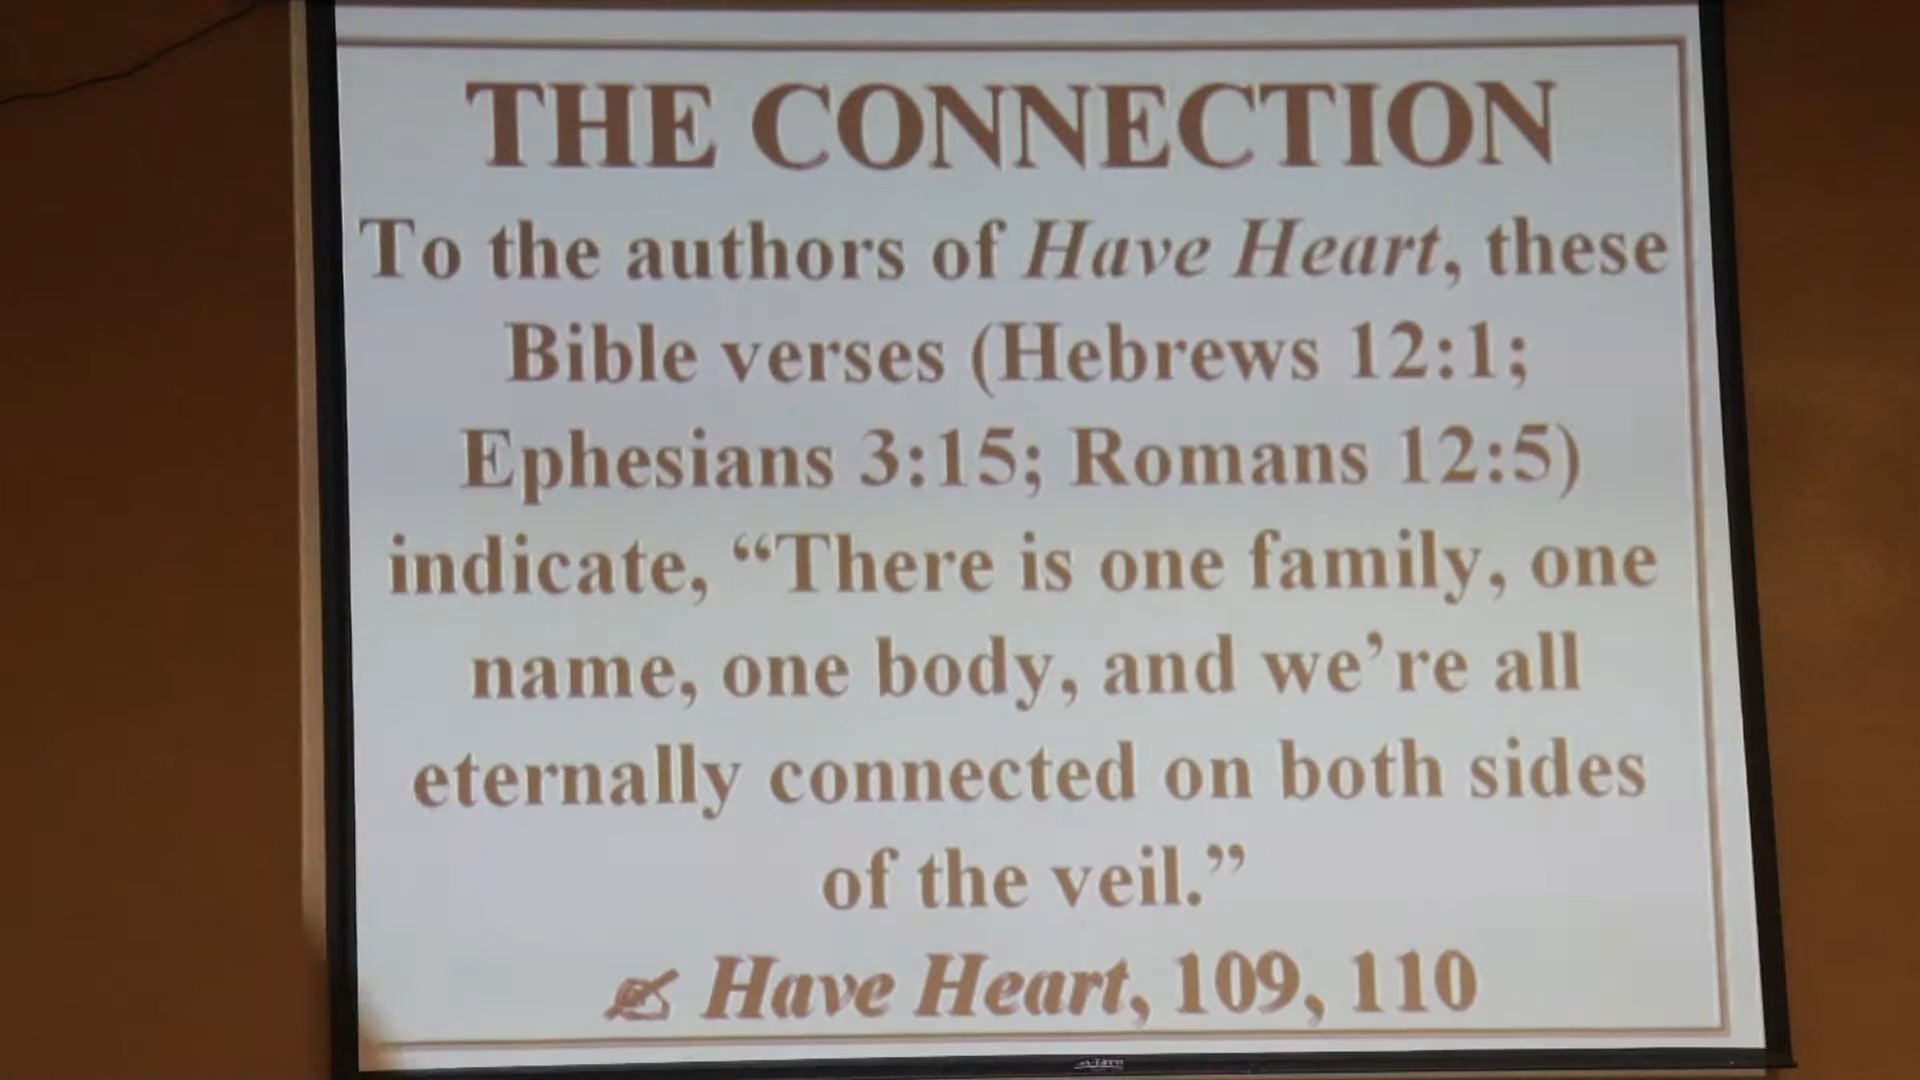 THE CONNECTION
To the authors of Have Heart, these
Bible verses (Hebrews 12:1;
Ephesians 3:15; Romans 12:5)
indicate, “There is one family, one
name, one body, and we’re all
eternally connected on both sides
of the veil.”
✍ Have Heart, 109, 110